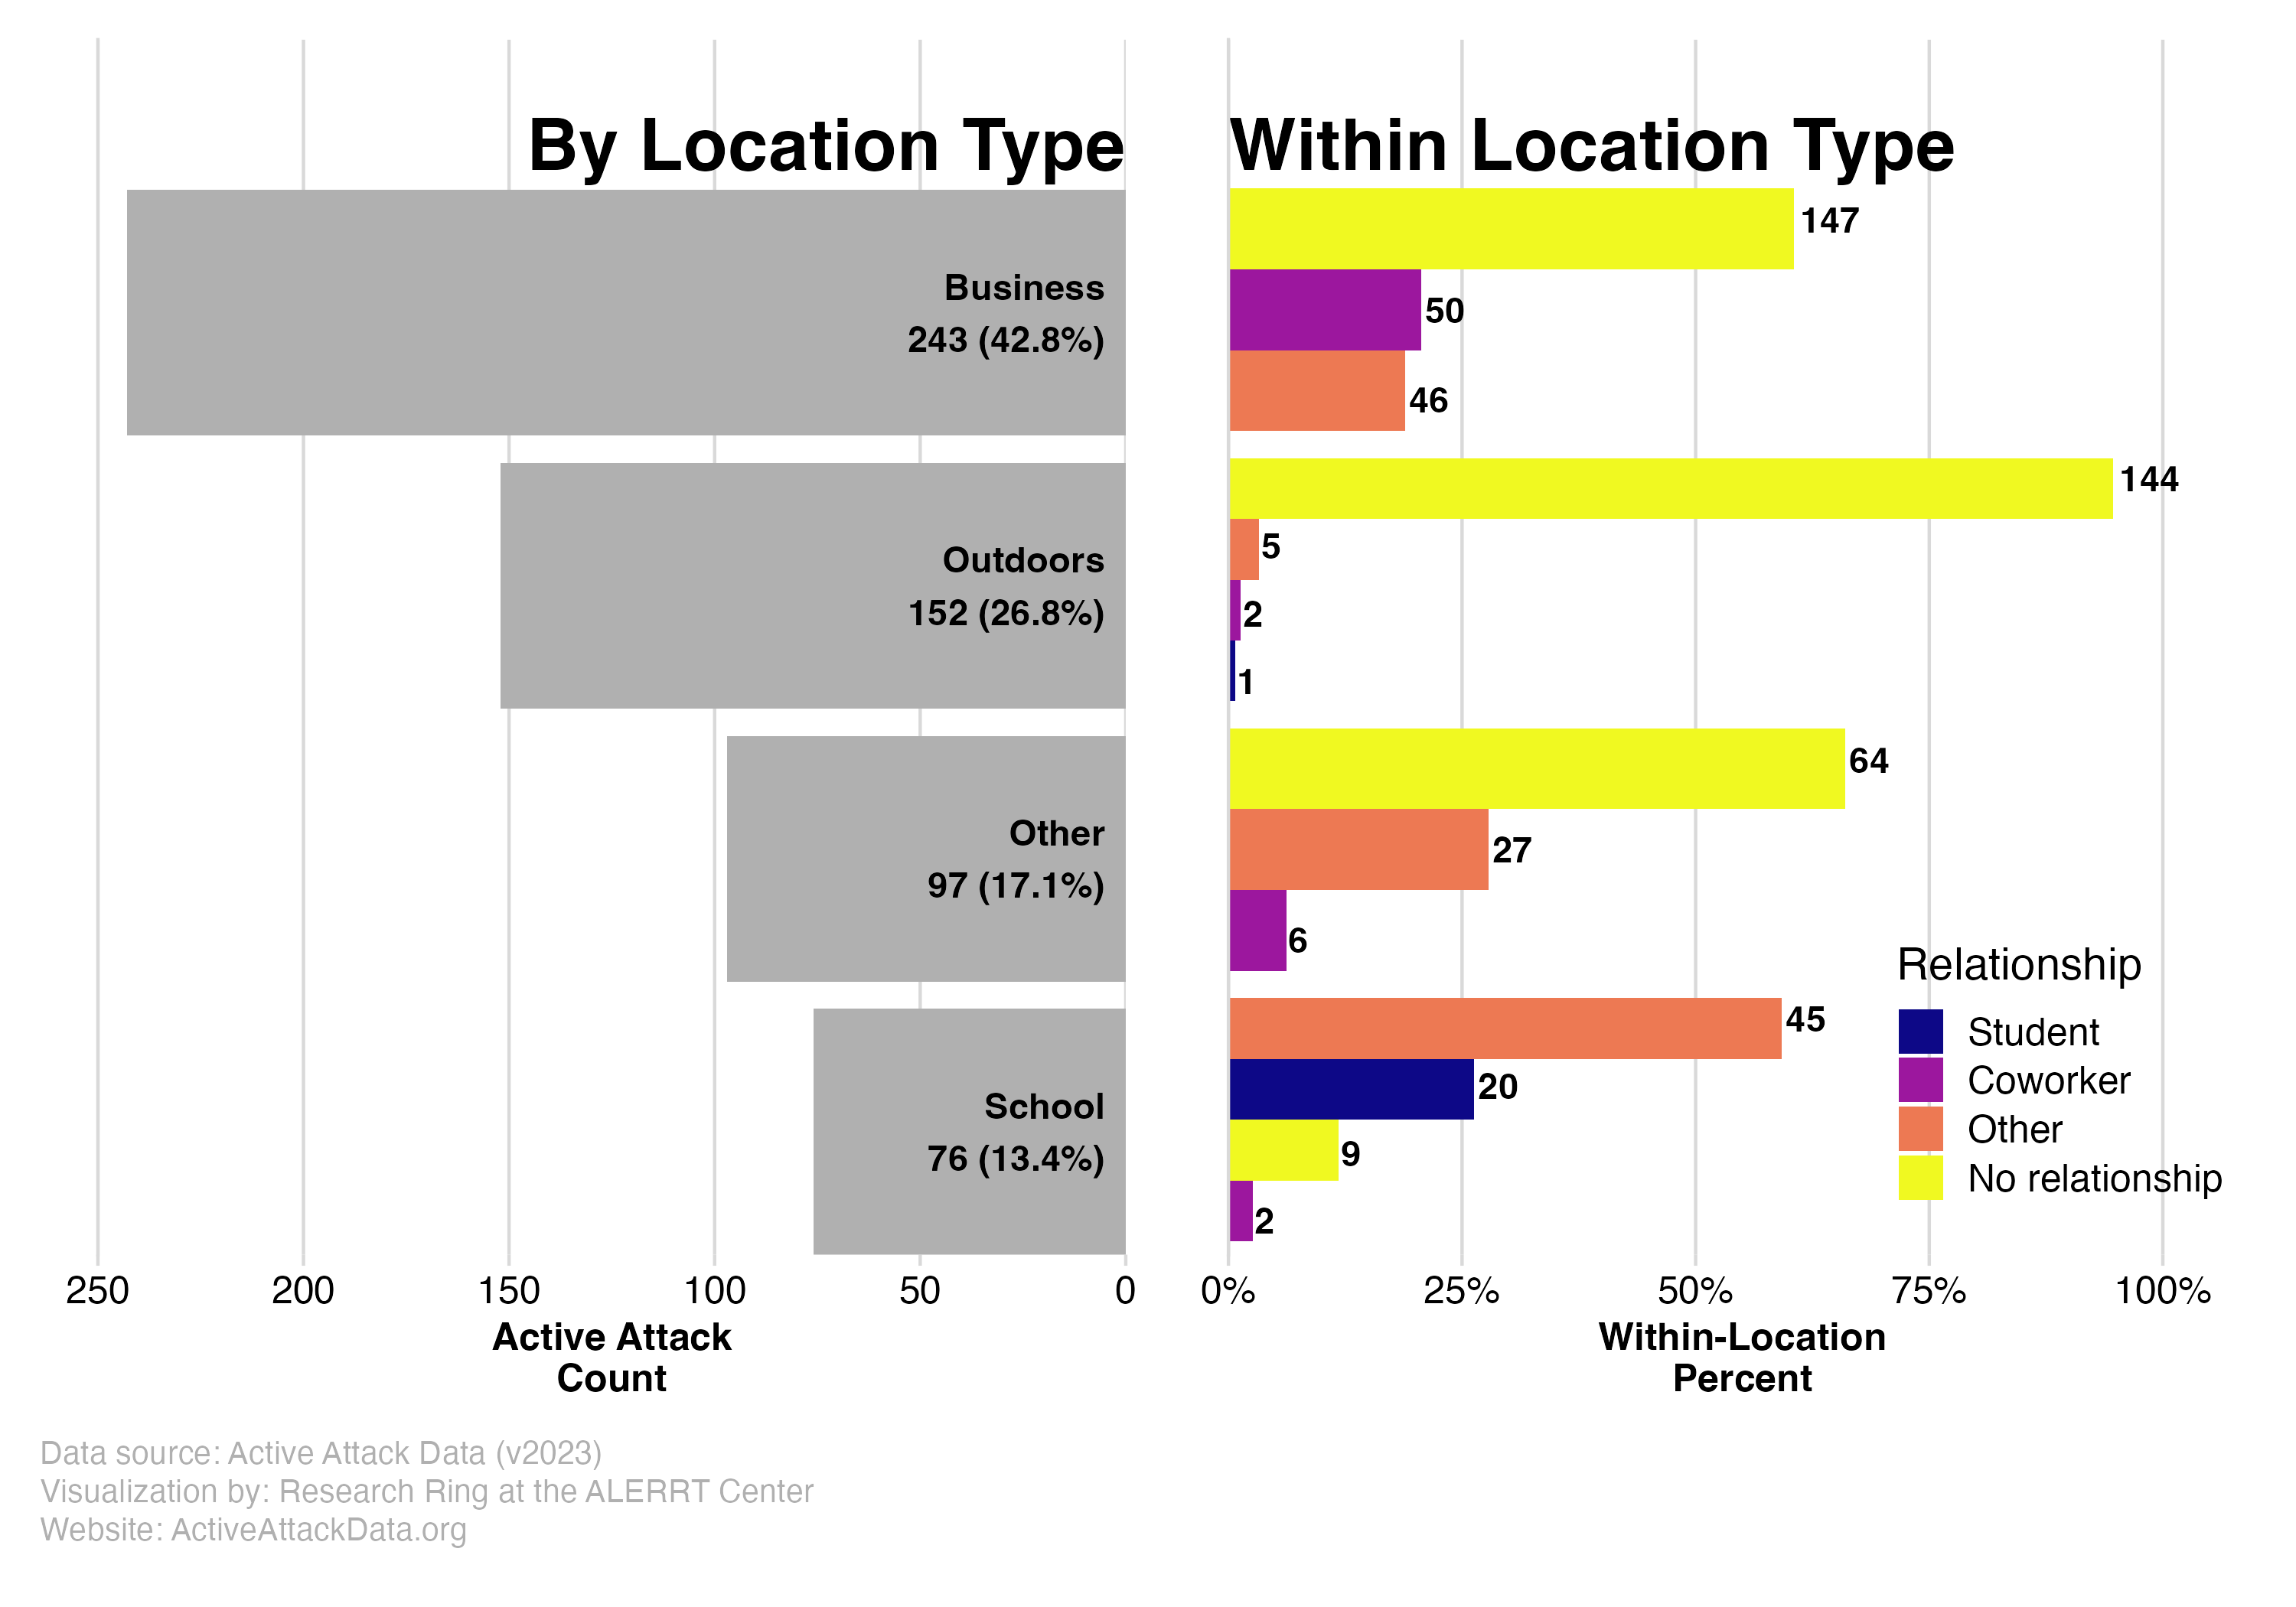 By Location Type
Business
243 (42.8%)
Outdoors
152 (26.8%)
Other
97 (17.1%)
School
76 (13.4%)
250 200 150 100 50 0
Active Attack
Count
Within Location Type
147
50
46
144
5
2
1
64
27
6
45
20
9
2
Relationship
Student
Coworker
Other
No relationship
0% 25% 50% 75% 100%
Within-Location
Percent
Data source: Active Attack Data (v2023)
Visualization by: Research Ring at the ALERRT Center
Website: ActiveAttackData.org